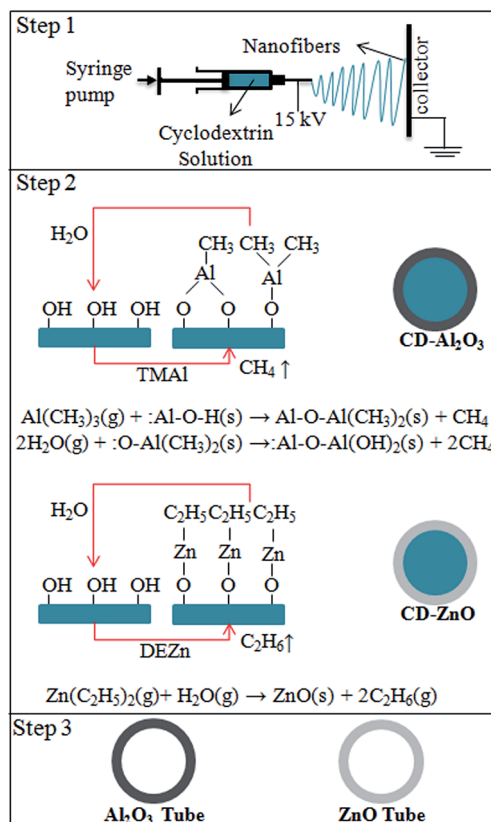 Step 1
Nanofibers
Syringe
pump
collector
15 kV
Cyclodextrin
Solution
Step 2
H₂O
CH₃ CH₃ CH₃
Al Al
OH OH OH O O O
TMAl CH₄ ↑
CD-Al₂O₃
Al(CH₃)₃(g) + :Al-O-H(s) → Al-O-Al(CH₃)₂(s) + CH₄
2H₂O(g) + :O-Al(CH₃)₂(s) →:Al-O-Al(OH)₂(s) + 2CH₄
H₂O
C₂H₅ C₂H₅ C₂H₅
Zn Zn Zn
OH OH OH O O O
DEZn C₂H₆↑
CD-ZnO
Zn(C₂H₅)₂(g)+ H₂O(g) → ZnO(s) + 2C₂H₆(g)
Step 3
Al₂O₃ Tube ZnO Tube